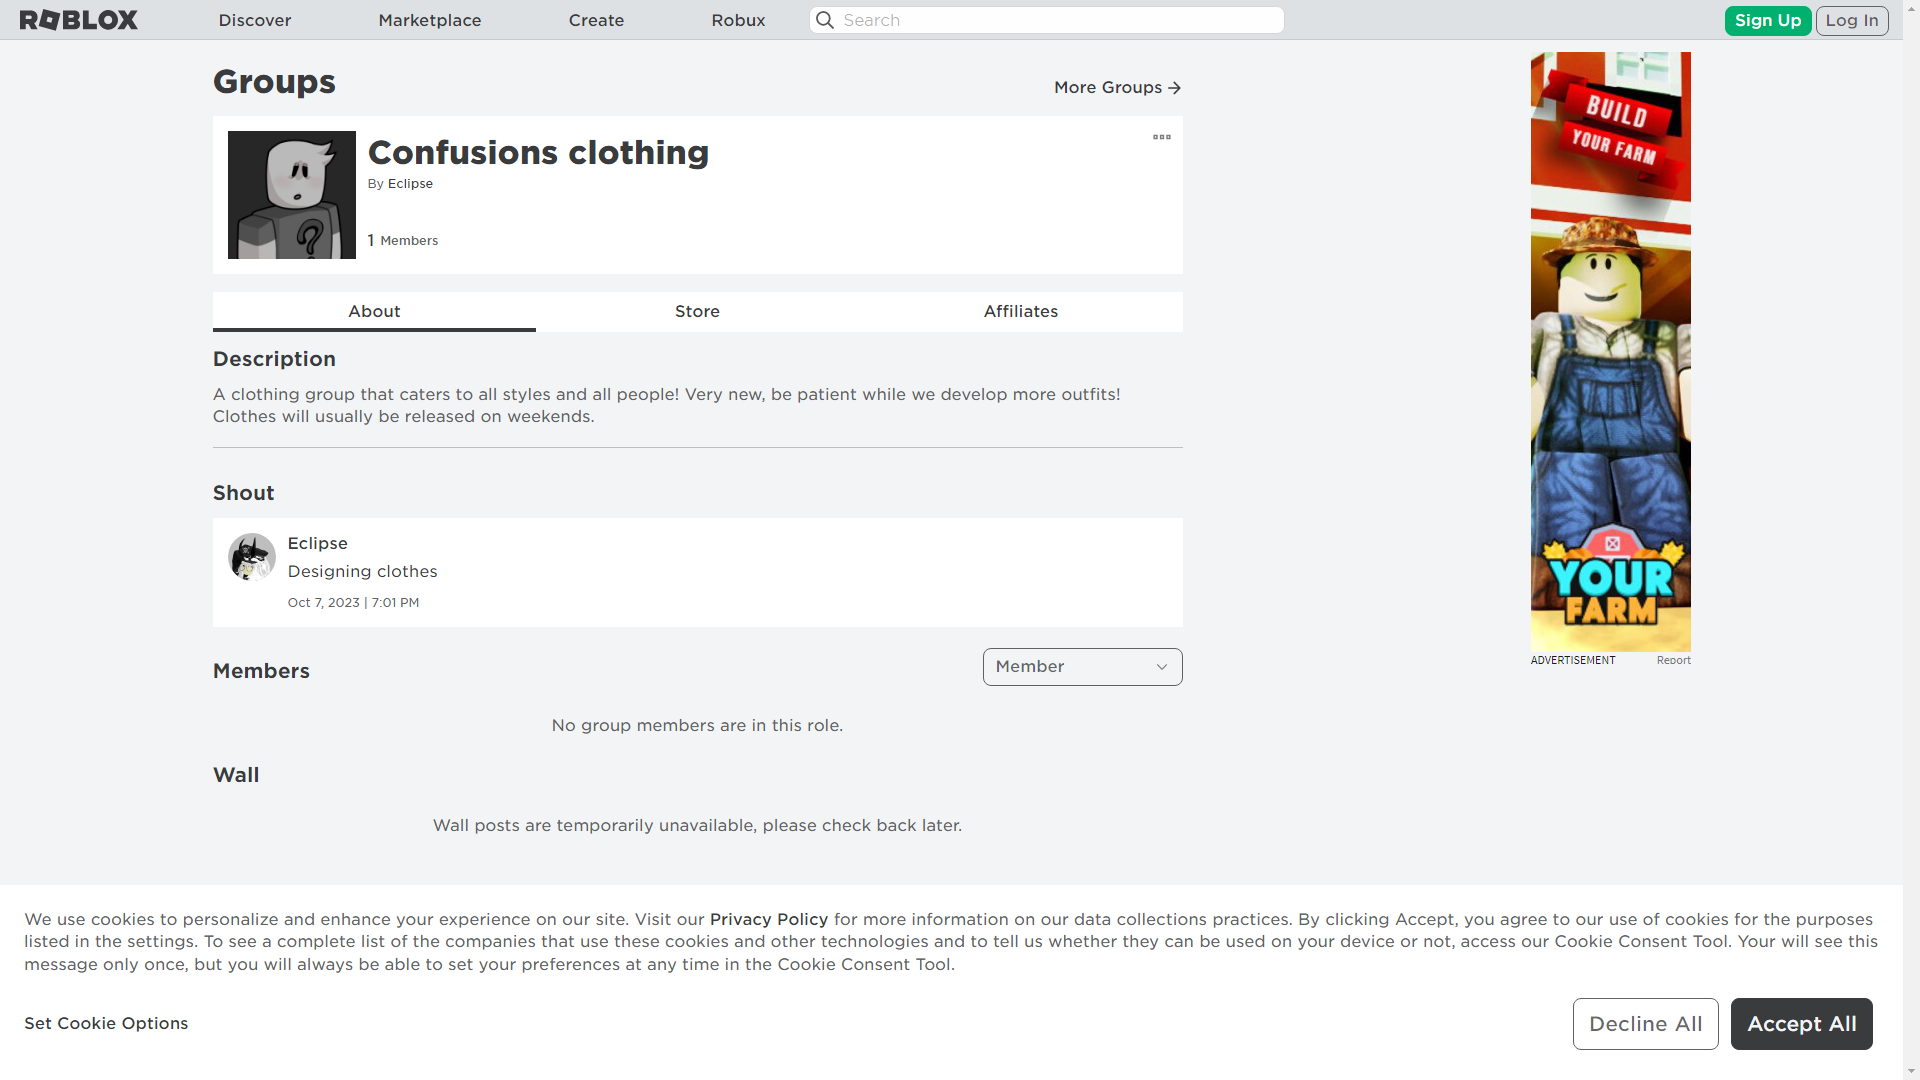 ROBLOX
Discover
Marketplace
Create
Robux
Search
Sign Up
Log In
Groups
More Groups
Confusions clothing
By Eclipse
1 Members
About
Store
Affiliates
Description
A clothing group that caters to all styles and all people! Very new, be patient while we develop more outfits!
Clothes will usually be released on weekends.
Shout
Eclipse
Designing clothes
Oct 7, 2023 | 7:01 PM
Members
Member
No group members are in this role.
Wall
Wall posts are temporarily unavailable, please check back later.
BUILD
YOUR FARM
YOUR
FARM
ADVERTISEMENT
Report
We use cookies to personalize and enhance your experience on our site. Visit our Privacy Policy for more information on our data collections practices. By clicking Accept, you agree to our use of cookies for the purposes
listed in the settings. To see a complete list of the companies that use these cookies and other technologies and to tell us whether they can be used on your device or not, access our Cookie Consent Tool. Your will see this
message only once, but you will always be able to set your preferences at any time in the Cookie Consent Tool.
Set Cookie Options
Decline All
Accept All